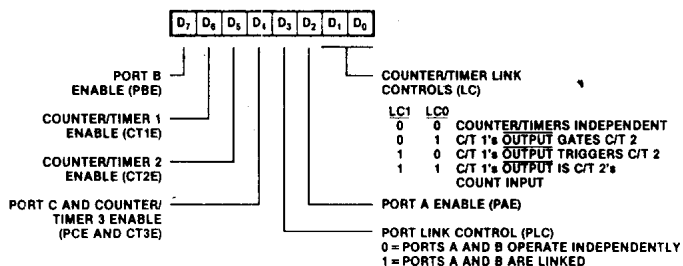 D7 D6 D5 D4 D3 D2 D1 D0
PORT B
ENABLE (PBE)
COUNTER/TIMER 1
ENABLE (CT1E)
COUNTER/TIMER 2
ENABLE (CT2E)
PORT C AND COUNTER/
TIMER 3 ENABLE
(PCE AND CT3E)
COUNTER/TIMER LINK
CONTROLS (LC)
LC1 LC0
0 0 COUNTER/TIMERS INDEPENDENT
0 1 C/T 1's OUTPUT GATES C/T 2
1 0 C/T 1's OUTPUT TRIGGERS C/T 2
1 1 C/T 1's OUTPUT IS C/T 2's
COUNT INPUT
PORT A ENABLE (PAE)
PORT LINK CONTROL (PLC)
0 = PORTS A AND B OPERATE INDEPENDENTLY
1 = PORTS A AND B ARE LINKED